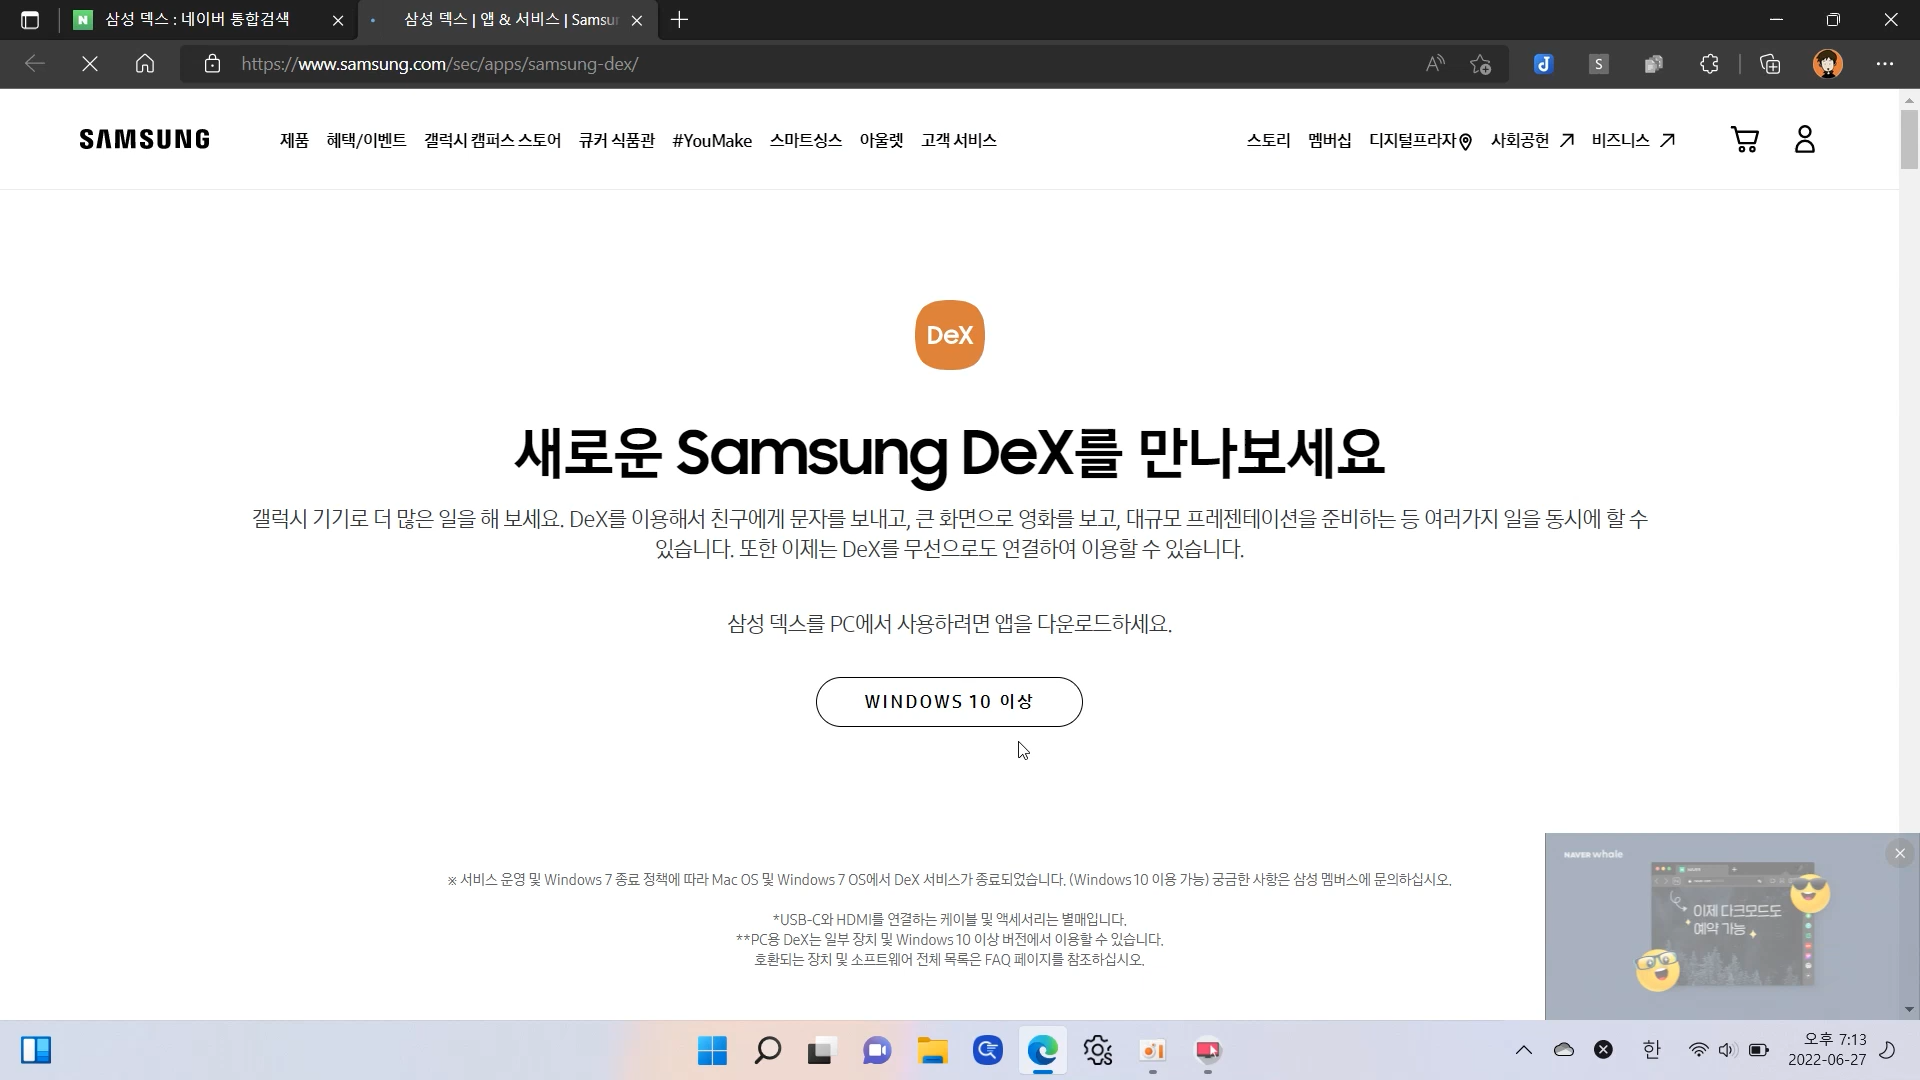 삼성 덱스 : 네이버 통합검색
삼성 덱스 | 앱 & 서비스 | Samsu
https://www.samsung.com/sec/apps/samsung-dex/
SAMSUNG
제품 혜택/이벤트 갤럭시 캠퍼스 스토어 큐커 식품관 #YouMake 스마트싱스 아울렛 고객 서비스
스토리 멤버십 디지털프라자 사회공헌 비즈니스
DeX
새로운 Samsung DeX를 만나보세요
갤럭시 기기로 더 많은 일을 해 보세요. DeX를 이용해서 친구에게 문자를 보내고, 큰 화면으로 영화를 보고, 대규모 프레젠테이션을 준비하는 등 여러가지 일을 동시에 할 수
있습니다. 또한 이제는 DeX를 무선으로도 연결하여 이용할 수 있습니다.
삼성 덱스를 PC에서 사용하려면 앱을 다운로드하세요.
WINDOWS 10 이상
※ 서비스 운영 및 Windows 7 종료 정책에 따라 Mac OS 및 Windows 7 OS에서 DeX 서비스가 종료되었습니다. (Windows 10 이용 가능) 궁금한 사항은 삼성 멤버스에 문의하십시오.
*USB-C와 HDMI를 연결하는 케이블 및 액세서리는 별매입니다.
**PC용 DeX는 일부 장치 및 Windows 10 이상 버전에서 이용할 수 있습니다.
호환되는 장치 및 소프트웨어 전체 목록은 FAQ 페이지를 참조하십시오.
NAVER whale
이제 다크모드도
예약 가능
한
오후 7:13
2022-06-27